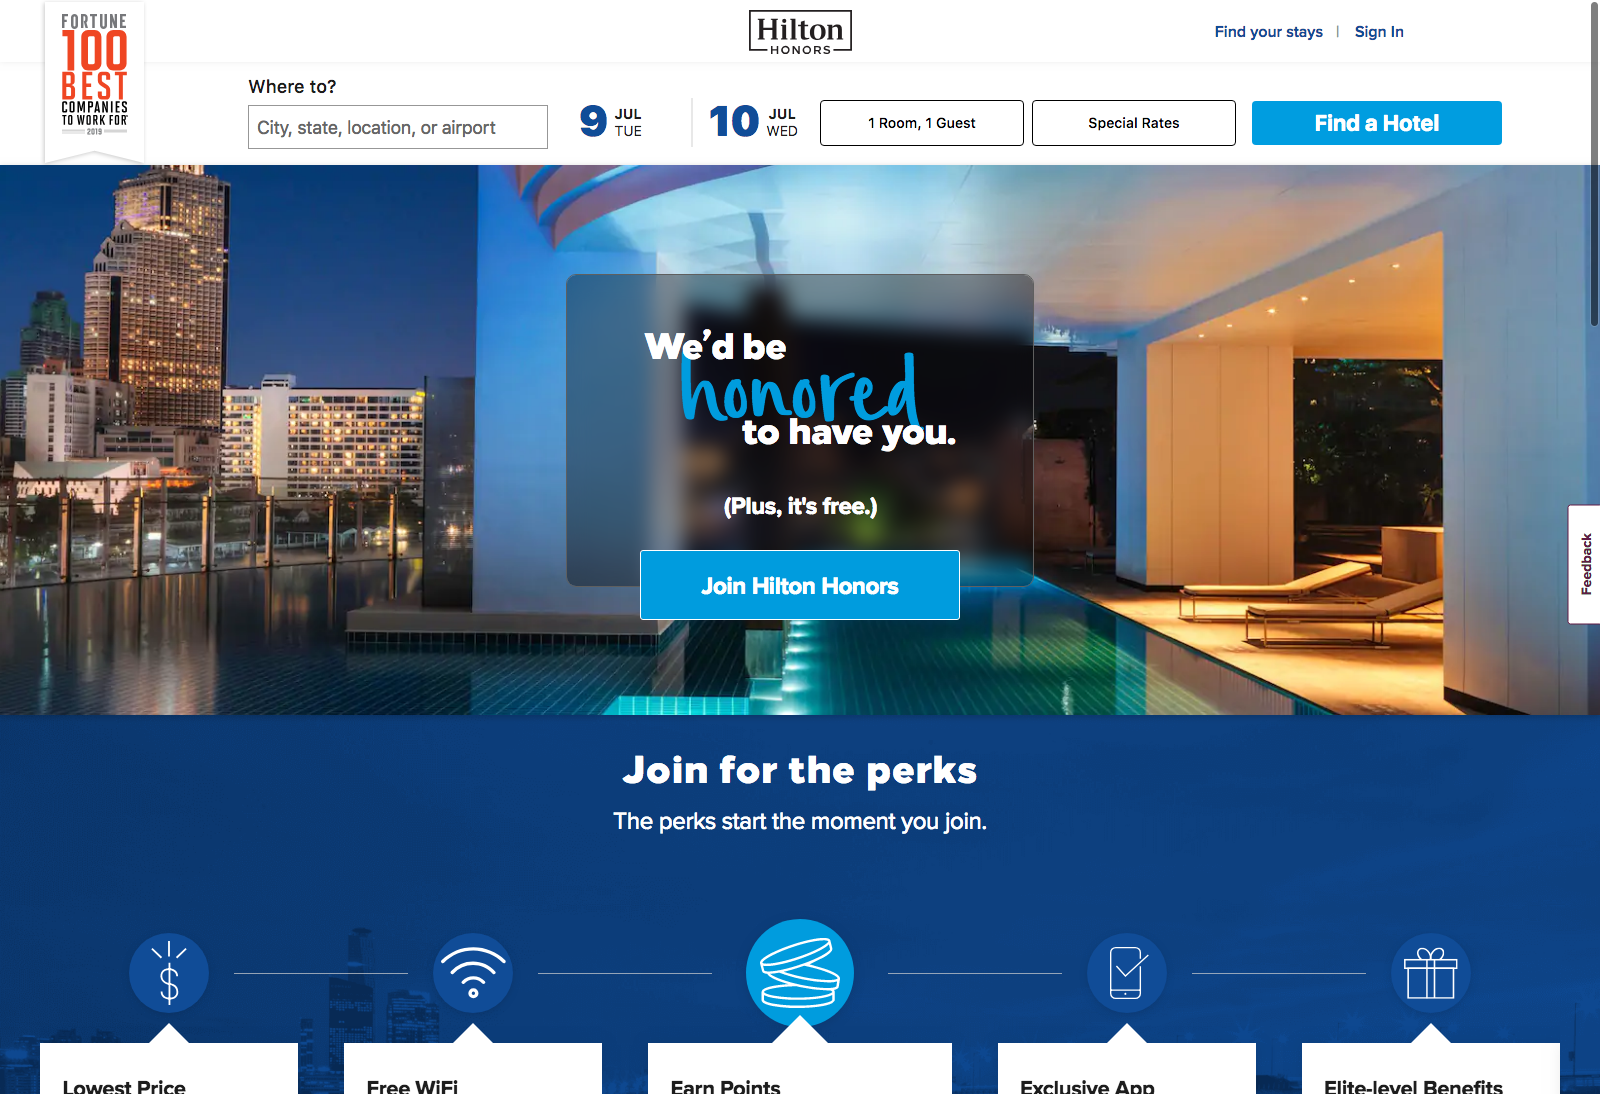 FORTUNE
100
BEST
COMPANIES
TO WORK FOR®
2019
Hilton
HONORS
Find your stays | Sign In
Where to?
City, state, location, or airport
9 JUL TUE
10 JUL WED
1 Room, 1 Guest
Special Rates
Find a Hotel
We'd be
honored
to have you.
(Plus, it's free.)
Join Hilton Honors
Feedback
Join for the perks
The perks start the moment you join.
$
Lowest Price
Free WiFi
Earn Points
Exclusive App
Elite-level Benefits